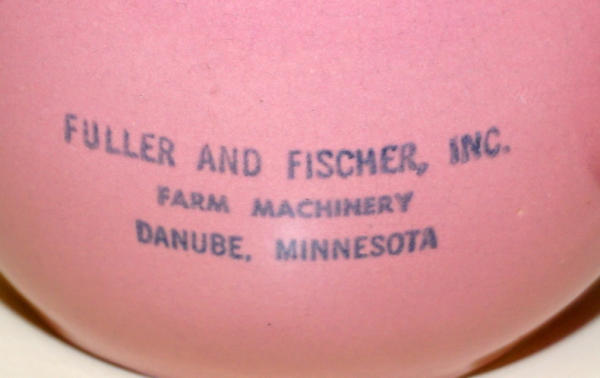 FULLER AND FISCHER, INC.
FARM MACHINERY
DANUBE, MINNESOTA